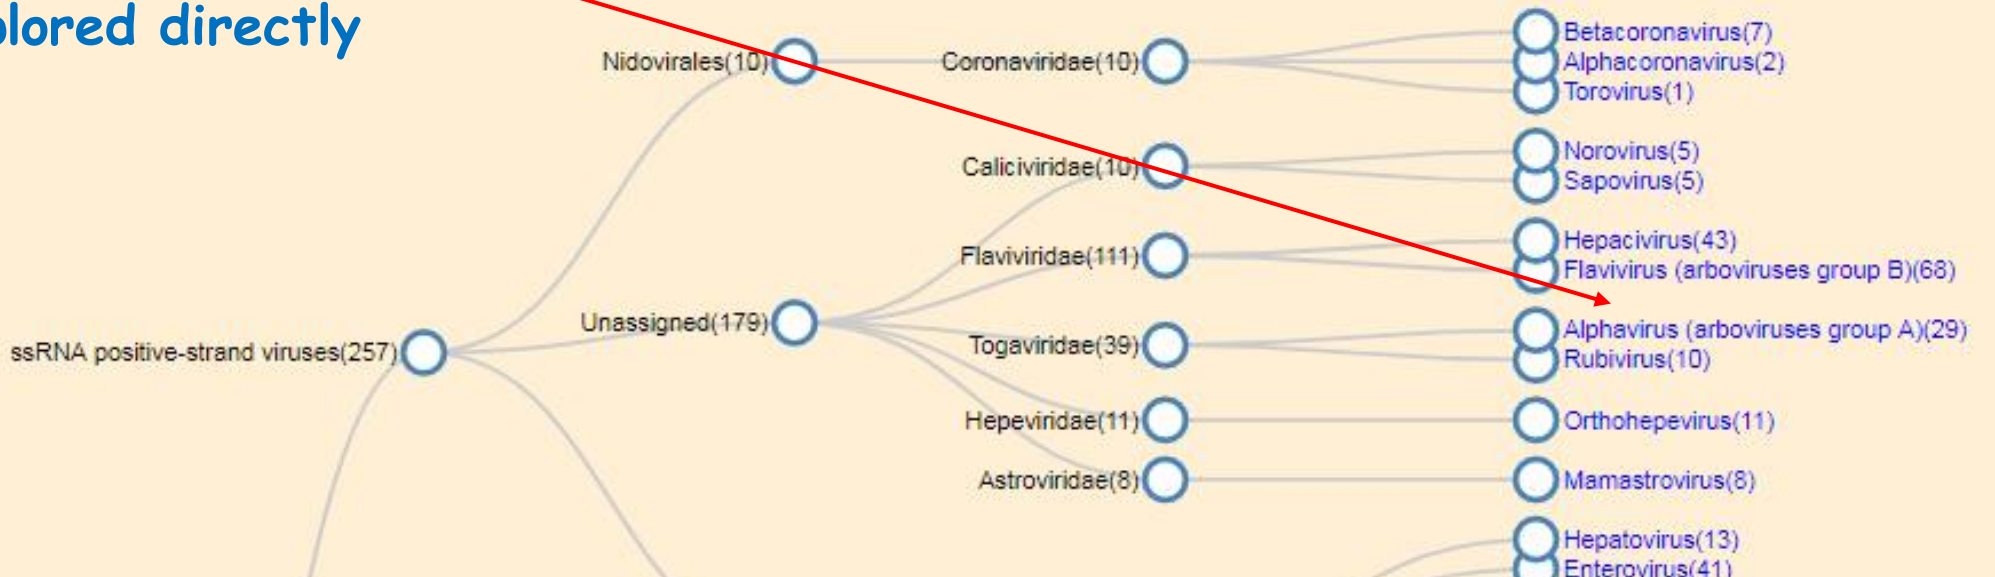 plored directly
Nidovirales(10)
Coronaviridae(10)
Betacoronavirus(7)
Alphacoronavirus(2)
Torovirus(1)
Caliciviridae(10)
Norovirus(5)
Sapovirus(5)
Flaviviridae(111)
Hepacivirus(43)
Flavivirus (arboviruses group B)(68)
Unassigned(179)
ssRNA positive-strand viruses(257)
Togaviridae(39)
Alphavirus (arboviruses group A)(29)
Rubivirus(10)
Hepeviridae(11)
Orthohepevirus(11)
Astroviridae(8)
Mamastrovirus(8)
Hepatovirus(13)
Enterovirus(41)